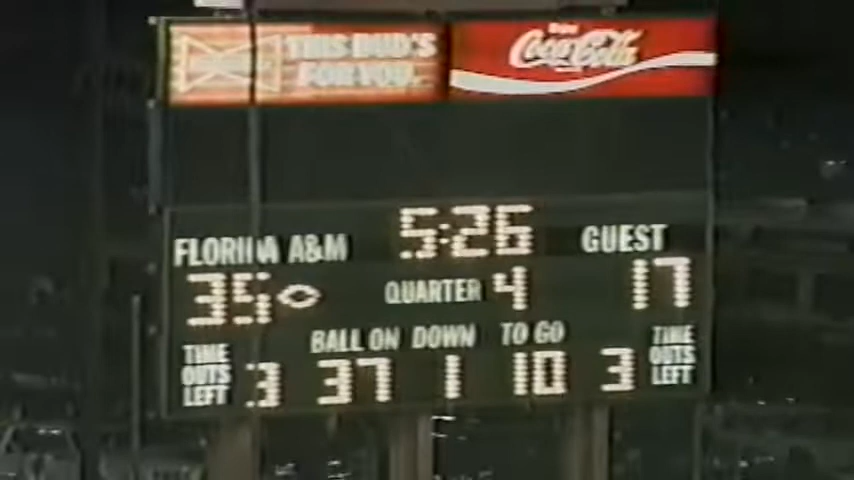 THIS BUD'S
FOR YOU.
Enjoy
Coca-Cola
5:26
FLORIDA A&M
GUEST
35
QUARTER 4
17
BALL ON DOWN TO GO
TIME
OUTS
LEFT
3
37 1 10
3
TIME
OUTS
LEFT